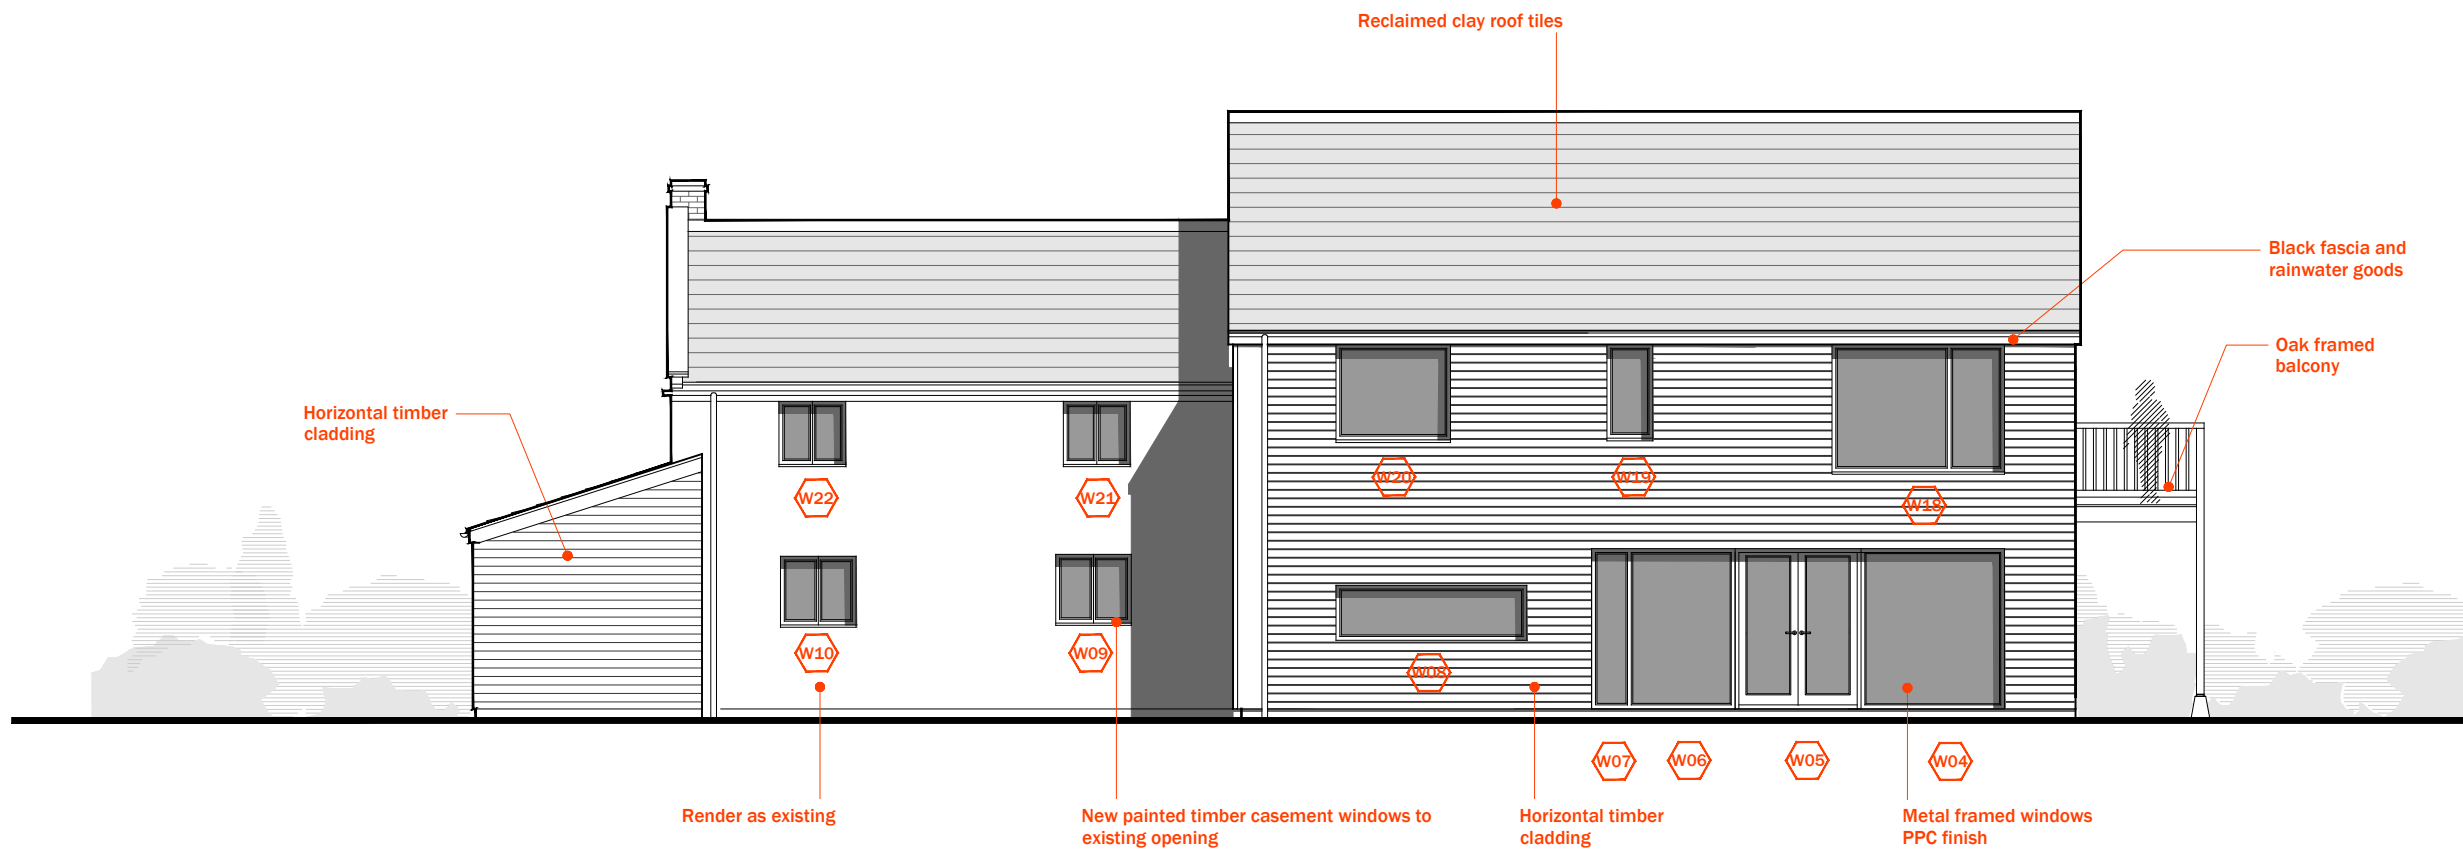 Reclaimed clay roof tiles
Black fascia and
rainwater goods
Oak framed
balcony
Horizontal timber
cladding
W22
W21
W20
W19
W18
W10
W09
W08
W07
W06
W05
W04
Render as existing
New painted timber casement windows to
existing opening
Horizontal timber
cladding
Metal framed windows
PPC finish